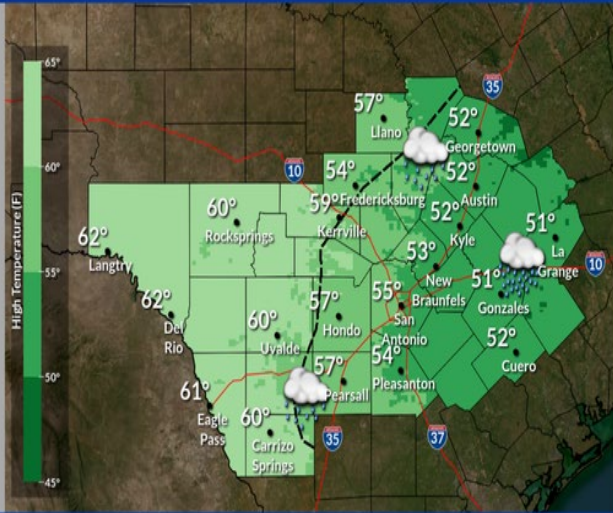 65°
60°
55°
50°
45°
High Temperature (F)
35
57°
Llano
52°
Georgetown
10
54°
Fredericksburg
52°
Austin
60°
Rocksprings
59°
Kerrville
52°
Kyle
51°
La
Grange
62°
Langtry
53°
New
Braunfels
10
51°
Gonzales
62°
Del
Rio
57°
Hondo
55°
San
Antonio
60°
Uvalde
52°
Cuero
57°
Pearsall
54°
Pleasanton
61°
Eagle
Pass
60°
Carrizo
Springs
35
37